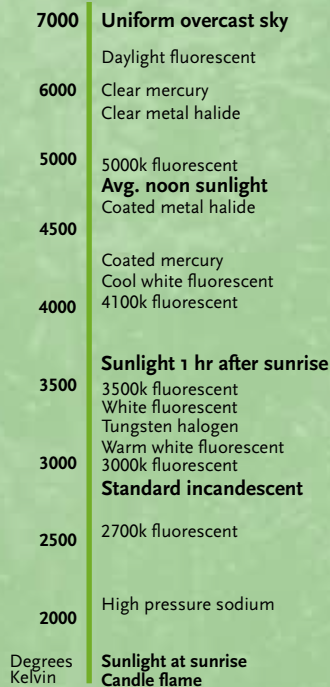 7000 Uniform overcast sky
Daylight fluorescent
6000 Clear mercury
Clear metal halide
5000 5000k fluorescent
Avg. noon sunlight
Coated metal halide
4500
Coated mercury
Cool white fluorescent
4000 4100k fluorescent
Sunlight 1 hr after sunrise
3500 3500k fluorescent
White fluorescent
Tungsten halogen
Warm white fluorescent
3000 3000k fluorescent
Standard incandescent
2500 2700k fluorescent
High pressure sodium
2000
Degrees Sunlight at sunrise
Kelvin Candle flame